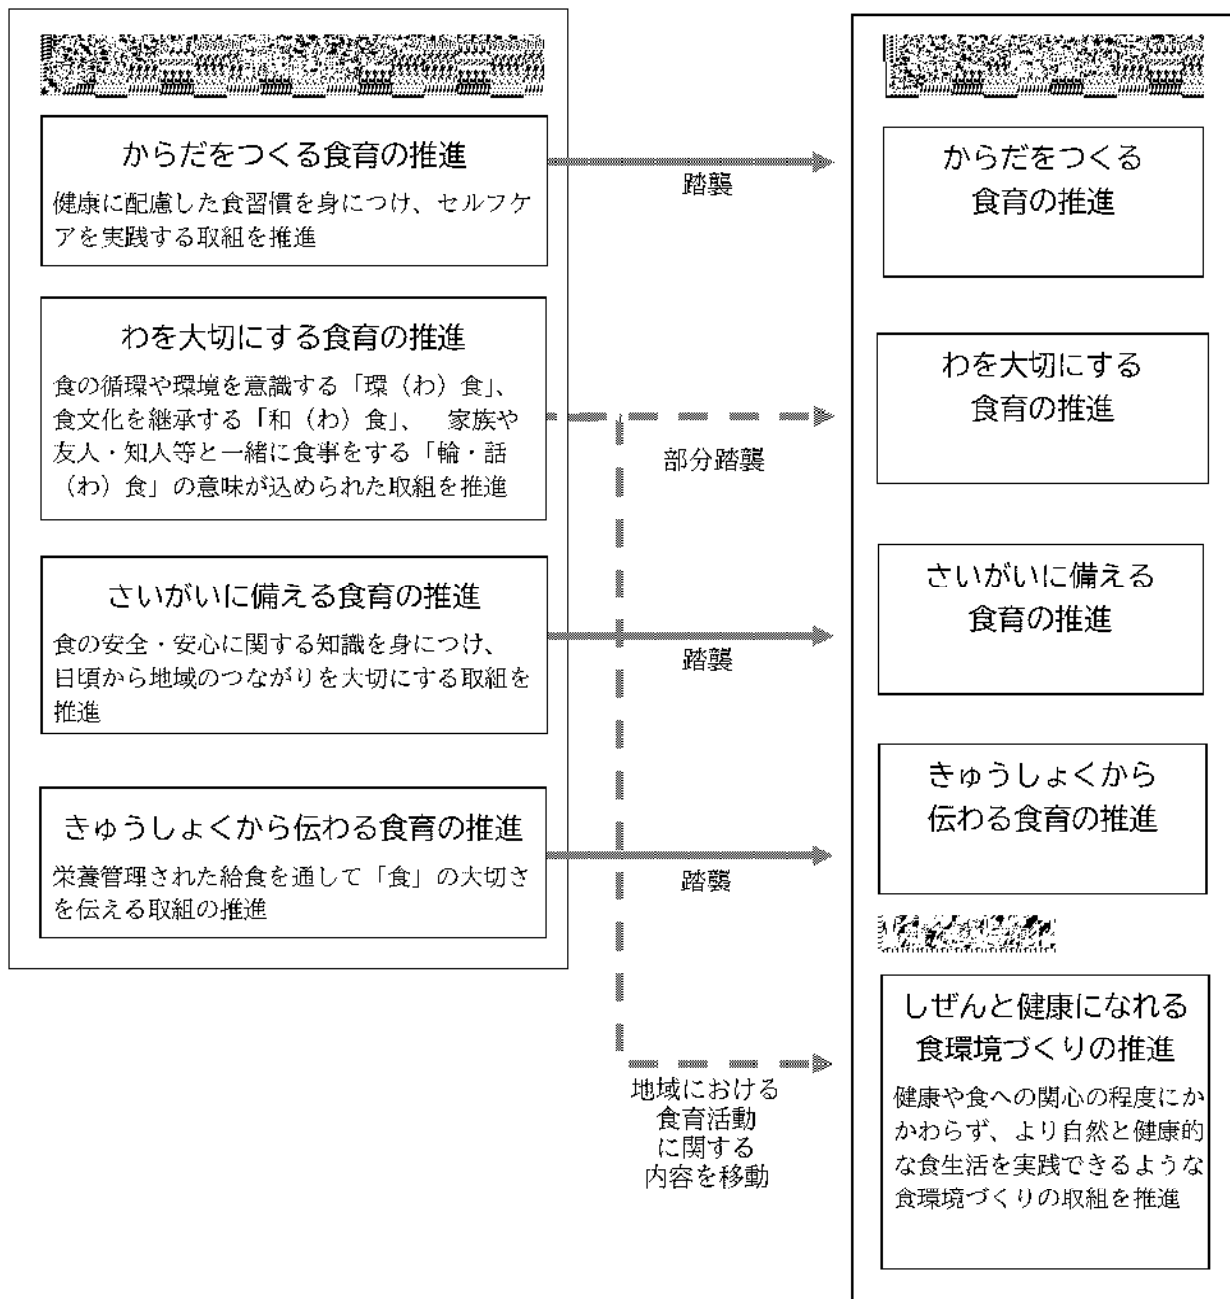 からだをつくる食育の推進
健康に配慮した食習慣を身につけ、セルフケ
アを実践する取組を推進
わを大切にする食育の推進
食の循環や環境を意識する「環（わ）食」、
食文化を継承する「和（わ）食」、　家族や
友人・知人等と一緒に食事をする「輪・話
（わ）食」の意味が込められた取組を推進
さいがいに備える食育の推進
食の安全・安心に関する知識を身につけ、
日頃から地域のつながりを大切にする取組を
推進
きゅうしょくから伝わる食育の推進
栄養管理された給食を通して「食」の大切さ
を伝える取組の推進
踏襲
部分踏襲
踏襲
踏襲
地域における
食育活動
に関する
内容を移動
からだをつくる
食育の推進
わを大切にする
食育の推進
さいがいに備える
食育の推進
きゅうしょくから
伝わる食育の推進
しぜんと健康になれる
食環境づくりの推進
健康や食への関心の程度にか
かわらず、より自然と健康的
な食生活を実践できるような
食環境づくりの取組を推進